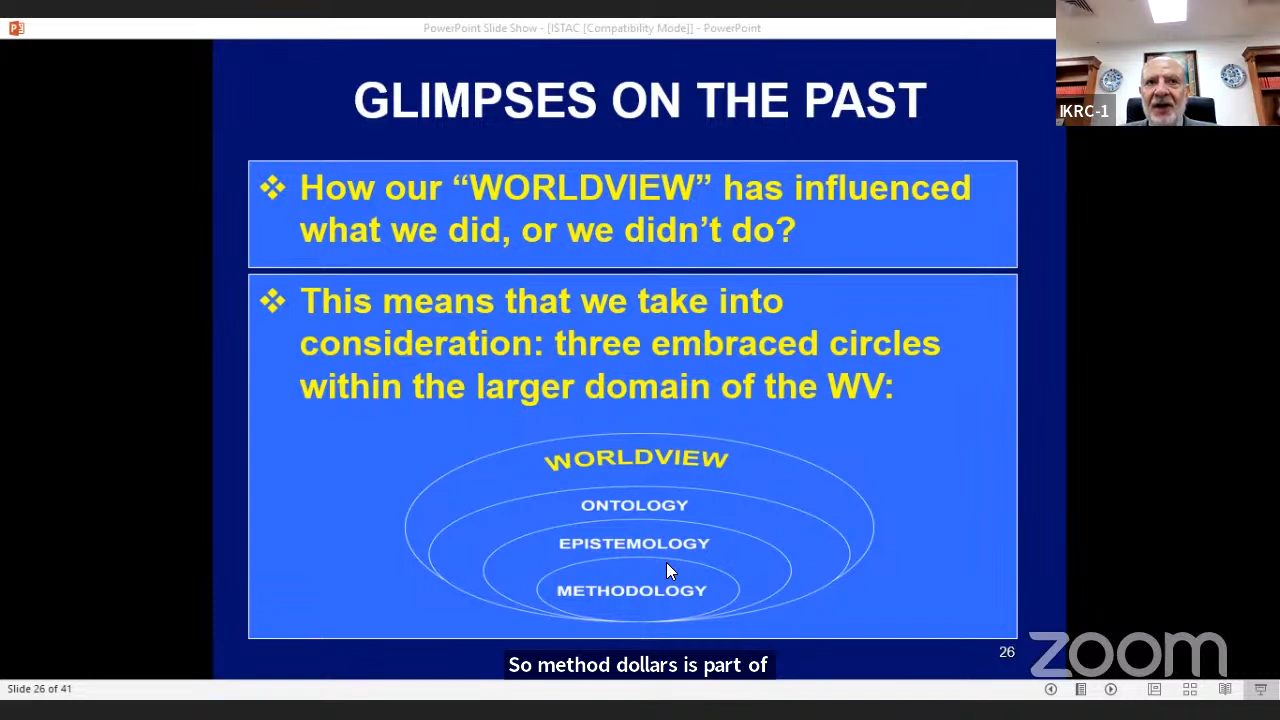 PowerPoint Slide Show - [ISTAC [Compatibility Mode]] - PowerPoint
IKRC-1
GLIMPSES ON THE PAST
❖ How our “WORLDVIEW” has influenced
what we did, or we didn’t do?
❖ This means that we take into
consideration: three embraced circles
within the larger domain of the WV:
WORLDVIEW
ONTOLOGY
EPISTEMOLOGY
METHODOLOGY
26
zoom
So method dollars is part of
Slide 26 of 41